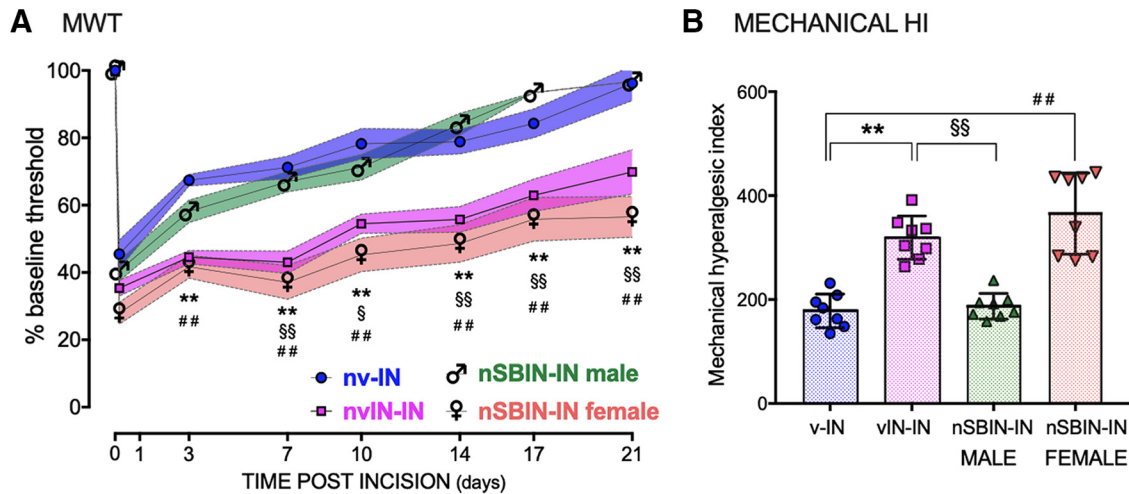 A MWT
% baseline threshold
100
80
60
40
20
0
**
##
**
§§
##
**
§
##
**
§§
##
**
§§
##
**
§§
##
nv-IN
nSBIN-IN male
nvIN-IN
nSBIN-IN female
0 1 3 7 10 14 17 21
TIME POST INCISION (days)
B MECHANICAL HI
Mechanical hyperalgesic index
600
400
200
0
##
** §§
v-IN vIN-IN nSBIN-IN nSBIN-IN
MALE FEMALE